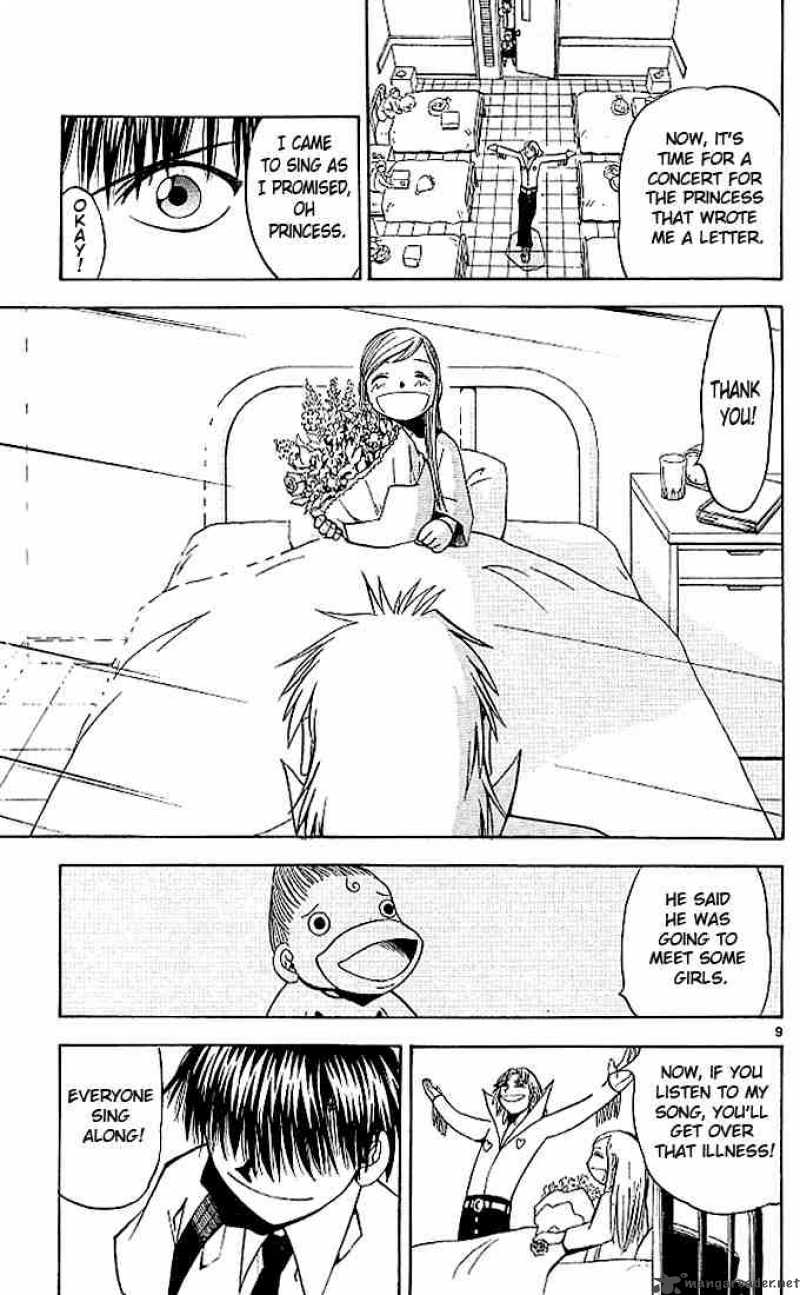 NOW, IT'S
TIME FOR A
CONCERT FOR
THE PRINCESS
THAT WROTE
ME A LETTER.
I CAME
TO SING AS
I PROMISED,
OH
PRINCESS.
OKAY!
THANK
YOU!
HE SAID
HE WAS
GOING TO
MEET SOME
GIRLS.
9
NOW, IF YOU
LISTEN TO MY
SONG, YOU'LL
GET OVER
THAT ILLNESS!
EVERYONE
SING
ALONG!
mangareader.net